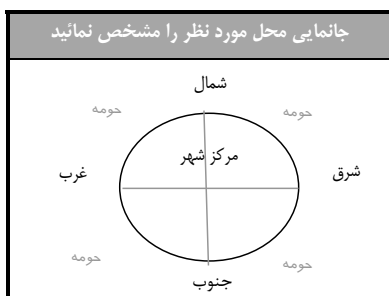 جانمایی محل مورد نظر را مشخص نمائید
شمال
حومه
حومه
مرکز شهر
شرق
غرب
حومه
حومه
جنوب